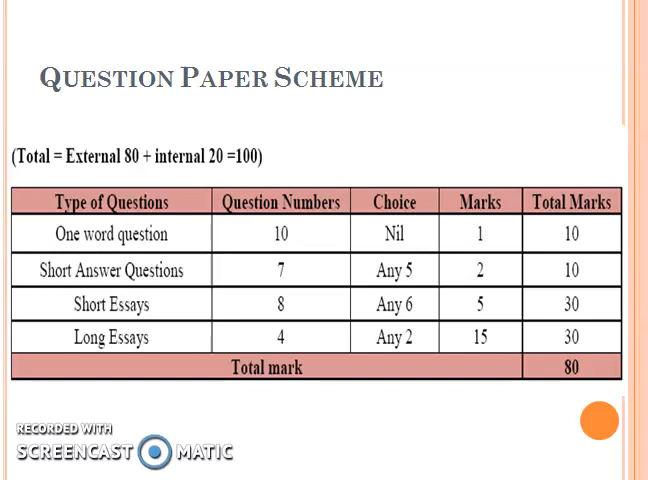 QUESTION PAPER SCHEME
(Total = External 80 + internal 20 =100)
Type of Questions Question Numbers Choice Marks Total Marks
One word question 10 Nil 1 10
Short Answer Questions 7 Any 5 2 10
Short Essays 8 Any 6 5 30
Long Essays 4 Any 2 15 30
Total mark 80
RECORDED WITH
SCREENCAST MATIC